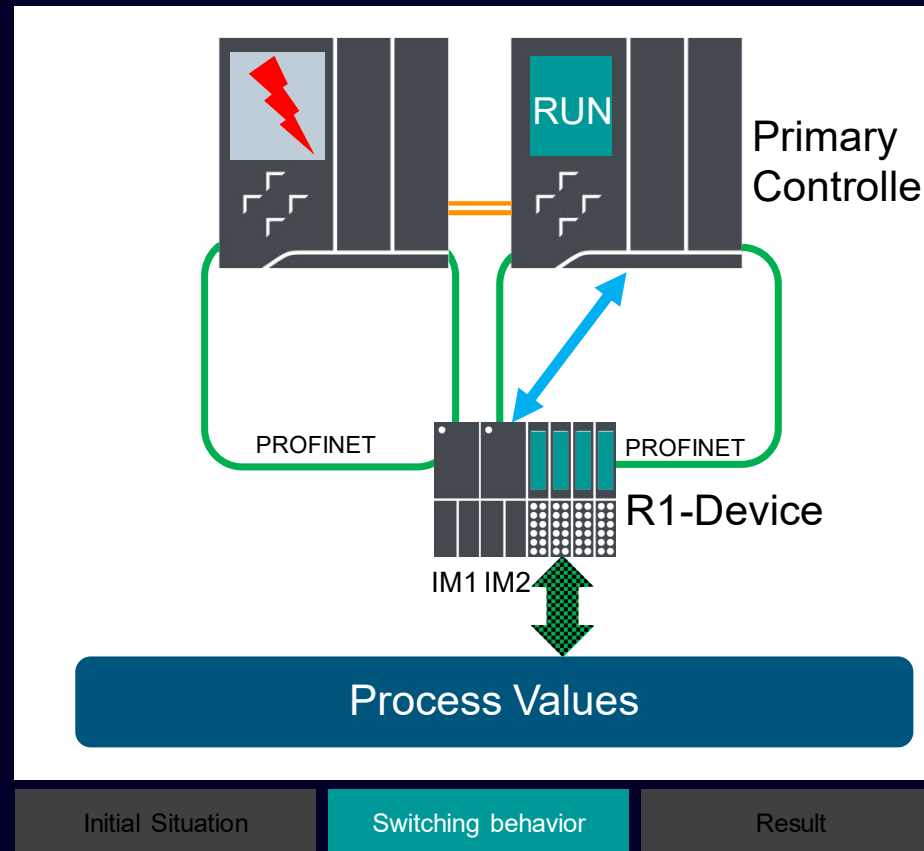 RUN
Primary
Controlle
PROFINET
PROFINET
R1-Device
IM1 IM2
Process Values
Initial Situation
Switching behavior
Result